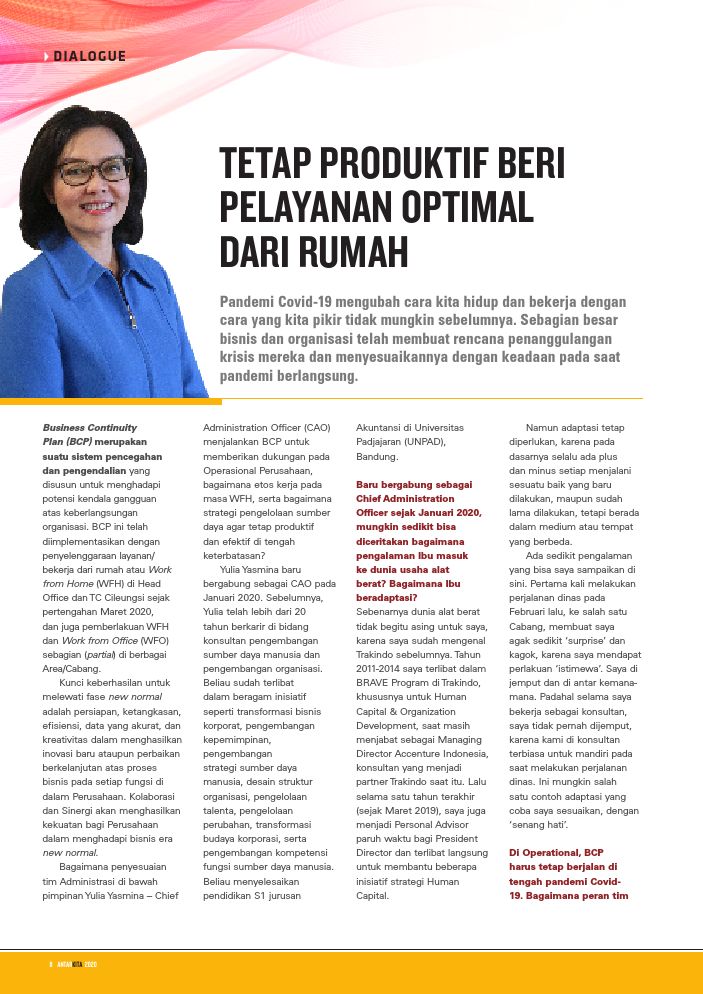 DIALOGUE
TETAP PRODUKTIF BERI
PELAYANAN OPTIMAL
DARI RUMAH
Pandemi Covid-19 mengubah cara kita hidup dan bekerja dengan
cara yang kita pikir tidak mungkin sebelumnya. Sebagian besar
bisnis dan organisasi telah membuat rencana penanggulangan
krisis mereka dan menyesuaikannya dengan keadaan pada saat
pandemi berlangsung.
Business Continuity
Plan (BCP) merupakan
suatu sistem pencegahan
dan pengendalian yang
disusun untuk menghadapi
potensi kendala gangguan
atas keberlangsungan
organisasi. BCP ini telah
diimplementasikan dengan
penyelenggaraan layanan/
bekerja dari rumah atau Work
from Home (WFH) di Head
Office dan TC Cileungsi sejak
pertengahan Maret 2020,
dan juga pemberlakuan WFH
dan Work from Office (WFO)
sebagian (partial) di berbagai
Area/Cabang.
Kunci keberhasilan untuk
melewati fase new normal
adalah persiapan, ketangkasan,
efisiensi, data yang akurat, dan
kreativitas dalam menghasilkan
inovasi baru ataupun perbaikan
berkelanjutan atas proses
bisnis pada setiap fungsi di
dalam Perusahaan. Kolaborasi
dan Sinergi akan menghasilkan
kekuatan bagi Perusahaan
dalam menghadapi bisnis era
new normal.
Bagaimana penyesuaian
tim Administrasi di bawah
pimpinan Yulia Yasmina – Chief
Administration Officer (CAO)
menjalankan BCP untuk
memberikan dukungan pada
Operasional Perusahaan,
bagaimana etos kerja pada
masa WFH, serta bagaimana
strategi pengelolaan sumber
daya agar tetap produktif
dan efektif di tengah
keterbatasan?
Yulia Yasmina baru
bergabung sebagai CAO pada
Januari 2020. Sebelumnya,
Yulia telah lebih dari 20
tahun berkarir di bidang
konsultan pengembangan
sumber daya manusia dan
pengembangan organisasi.
Beliau sudah terlibat
dalam beragam inisiatif
seperti transformasi bisnis
korporat, pengembangan
kepemimpinan,
pengembangan
strategi sumber daya
manusia, desain struktur
organisasi, pengelolaan
talenta, pengelolaan
perubahan, transformasi
budaya korporasi, serta
pengembangan kompetensi
fungsi sumber daya manusia.
Beliau menyelesaikan
pendidikan S1 jurusan
Akuntansi di Universitas
Padjajaran (UNPAD),
Bandung.
Baru bergabung sebagai
Chief Administration
Officer sejak Januari 2020,
mungkin sedikit bisa
diceritakan bagaimana
pengalaman Ibu masuk
ke dunia usaha alat
berat? Bagaimana Ibu
beradaptasi?
Sebenarnya dunia alat berat
tidak begitu asing untuk saya,
karena saya sudah mengenal
Trakindo sebelumnya. Tahun
2011-2014 saya terlibat dalam
BRAVE Program di Trakindo,
khususnya untuk Human
Capital & Organization
Development, saat masih
menjabat sebagai Managing
Director Accenture Indonesia,
konsultan yang menjadi
partner Trakindo saat itu. Lalu
selama satu tahun terakhir
(sejak Maret 2019), saya juga
menjadi Personal Advisor
paruh waktu bagi President
Director dan terlibat langsung
untuk membantu beberapa
inisiatif strategi Human
Capital.
Namun adaptasi tetap
diperlukan, karena pada
dasarnya selalu ada plus
dan minus setiap menjalani
sesuatu baik yang baru
dilakukan, maupun sudah
lama dilakukan, tetapi berada
dalam medium atau tempat
yang berbeda.
Ada sedikit pengalaman
yang bisa saya sampaikan di
sini. Pertama kali melakukan
perjalanan dinas pada
Februari lalu, ke salah satu
Cabang, membuat saya
agak sedikit ‘surprise’ dan
kagok, karena saya mendapat
perlakuan ‘istimewa’. Saya di
jemput dan di antar kemana-
mana. Padahal selama saya
bekerja sebagai konsultan,
saya tidak pernah dijemput,
karena kami di konsultan
terbiasa untuk mandiri pada
saat melakukan perjalanan
dinas. Ini mungkin salah
satu contoh adaptasi yang
coba saya sesuaikan, dengan
‘senang hati’.
Di Operational, BCP
harus tetap berjalan di
tengah pandemi Covid-
19. Bagaimana peran tim
8 ANTARKITA 2020